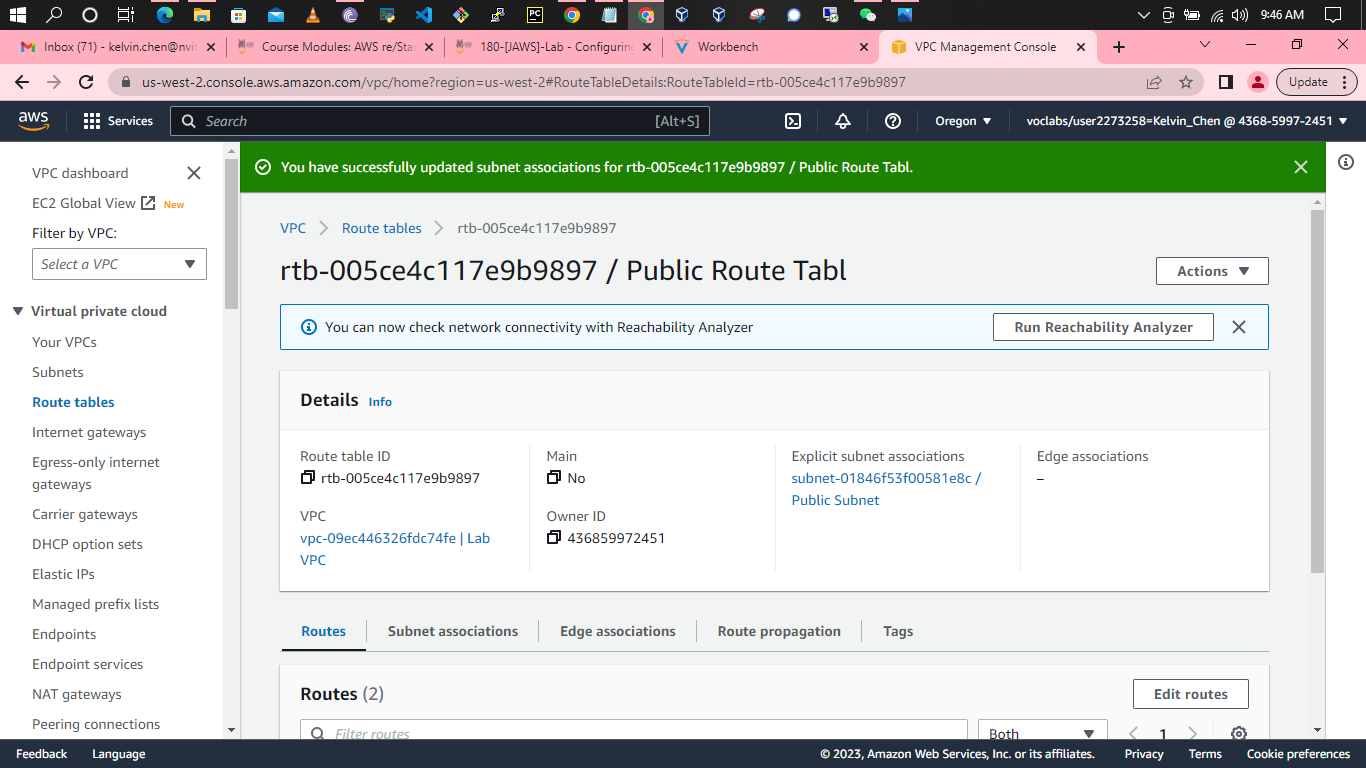 9:46 AM
Inbox (71) - kelvin.chen@nvit
Course Modules: AWS re/Star
180-[JAWS]-Lab - Configuring
Workbench
VPC Management Console
us-west-2.console.aws.amazon.com/vpc/home?region=us-west-2#RouteTableDetails:RouteTableId=rtb-005ce4c117e9b9897
Update
aws
Services
Search
[Alt+S]
Oregon
voclabs/user2273258=Kelvin_Chen @ 4368-5997-2451
VPC dashboard
EC2 Global View
New
Filter by VPC:
Select a VPC
Virtual private cloud
Your VPCs
Subnets
Route tables
Internet gateways
Egress-only internet
gateways
Carrier gateways
DHCP option sets
Elastic IPs
Managed prefix lists
Endpoints
Endpoint services
NAT gateways
Peering connections
You have successfully updated subnet associations for rtb-005ce4c117e9b9897 / Public Route Tabl.
VPC
Route tables
rtb-005ce4c117e9b9897
rtb-005ce4c117e9b9897 / Public Route Tabl
Actions
You can now check network connectivity with Reachability Analyzer
Run Reachability Analyzer
Details
Info
Route table ID
rtb-005ce4c117e9b9897
VPC
vpc-09ec446326fdc74fe | Lab
VPC
Main
No
Owner ID
436859972451
Explicit subnet associations
subnet-01846f53f00581e8c /
Public Subnet
Edge associations
–
Routes
Subnet associations
Edge associations
Route propagation
Tags
Routes (2)
Edit routes
Filter routes
Both
1
Feedback
Language
© 2023, Amazon Web Services, Inc. or its affiliates.
Privacy
Terms
Cookie preferences